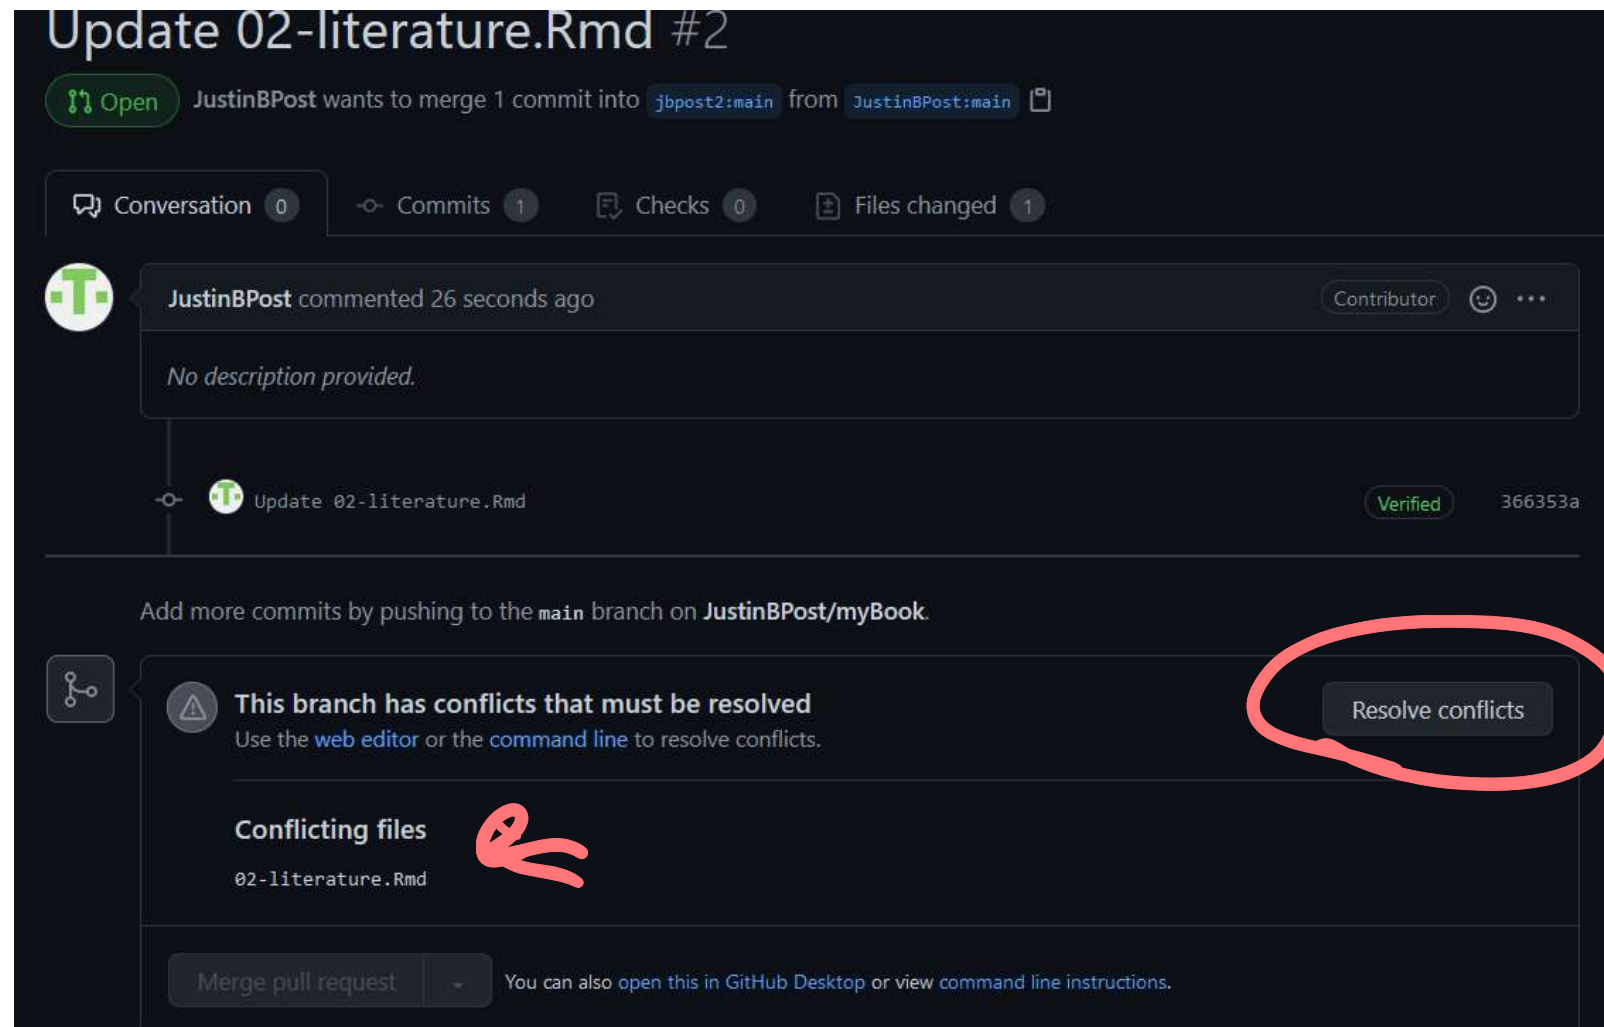 Update 02-literature.Rmd #2
Open JustinBPost wants to merge 1 commit into jbpost2:main from JustinBPost:main
Conversation 0 Commits 1 Checks 0 Files changed 1
JustinBPost commented 26 seconds ago Contributor
No description provided.
Update 02-literature.Rmd Verified 366353a
Add more commits by pushing to the main branch on JustinBPost/myBook.
This branch has conflicts that must be resolved Resolve conflicts
Use the web editor or the command line to resolve conflicts.
Conflicting files
02-literature.Rmd
Merge pull request You can also open this in GitHub Desktop or view command line instructions.